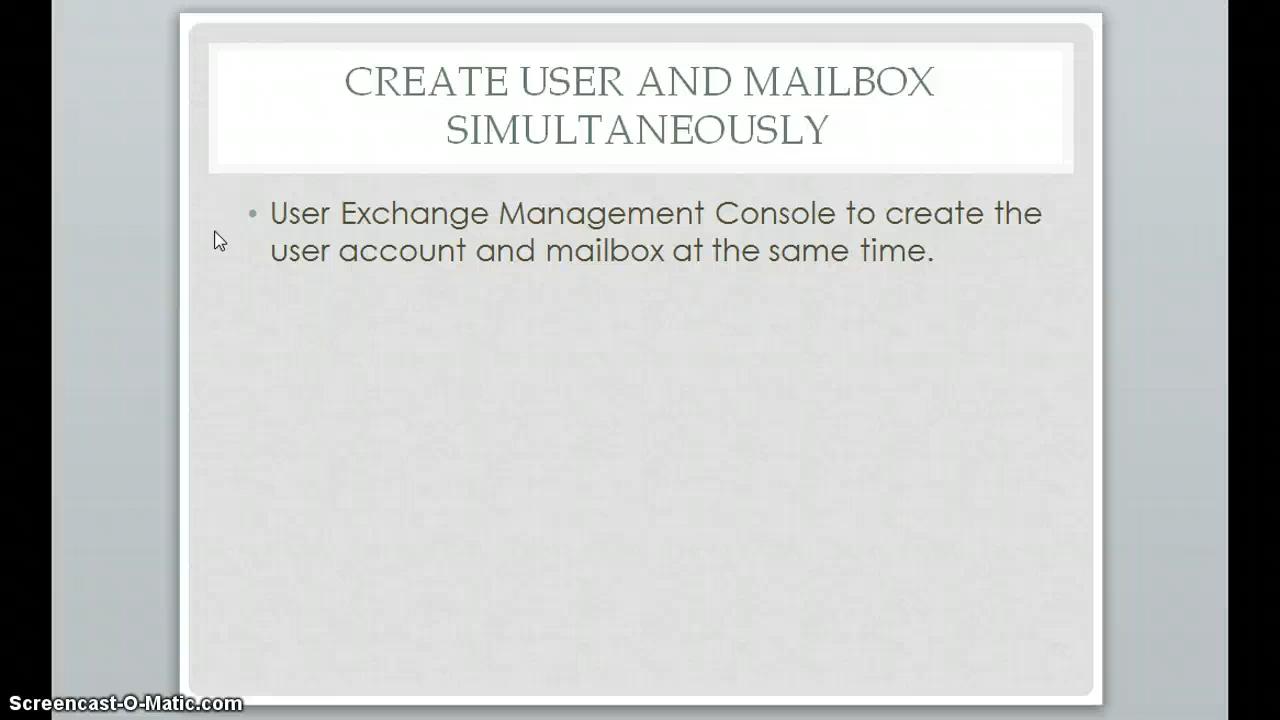 CREATE USER AND MAILBOX
SIMULTANEOUSLY
• User Exchange Management Console to create the
user account and mailbox at the same time.
Screencast-O-Matic.com